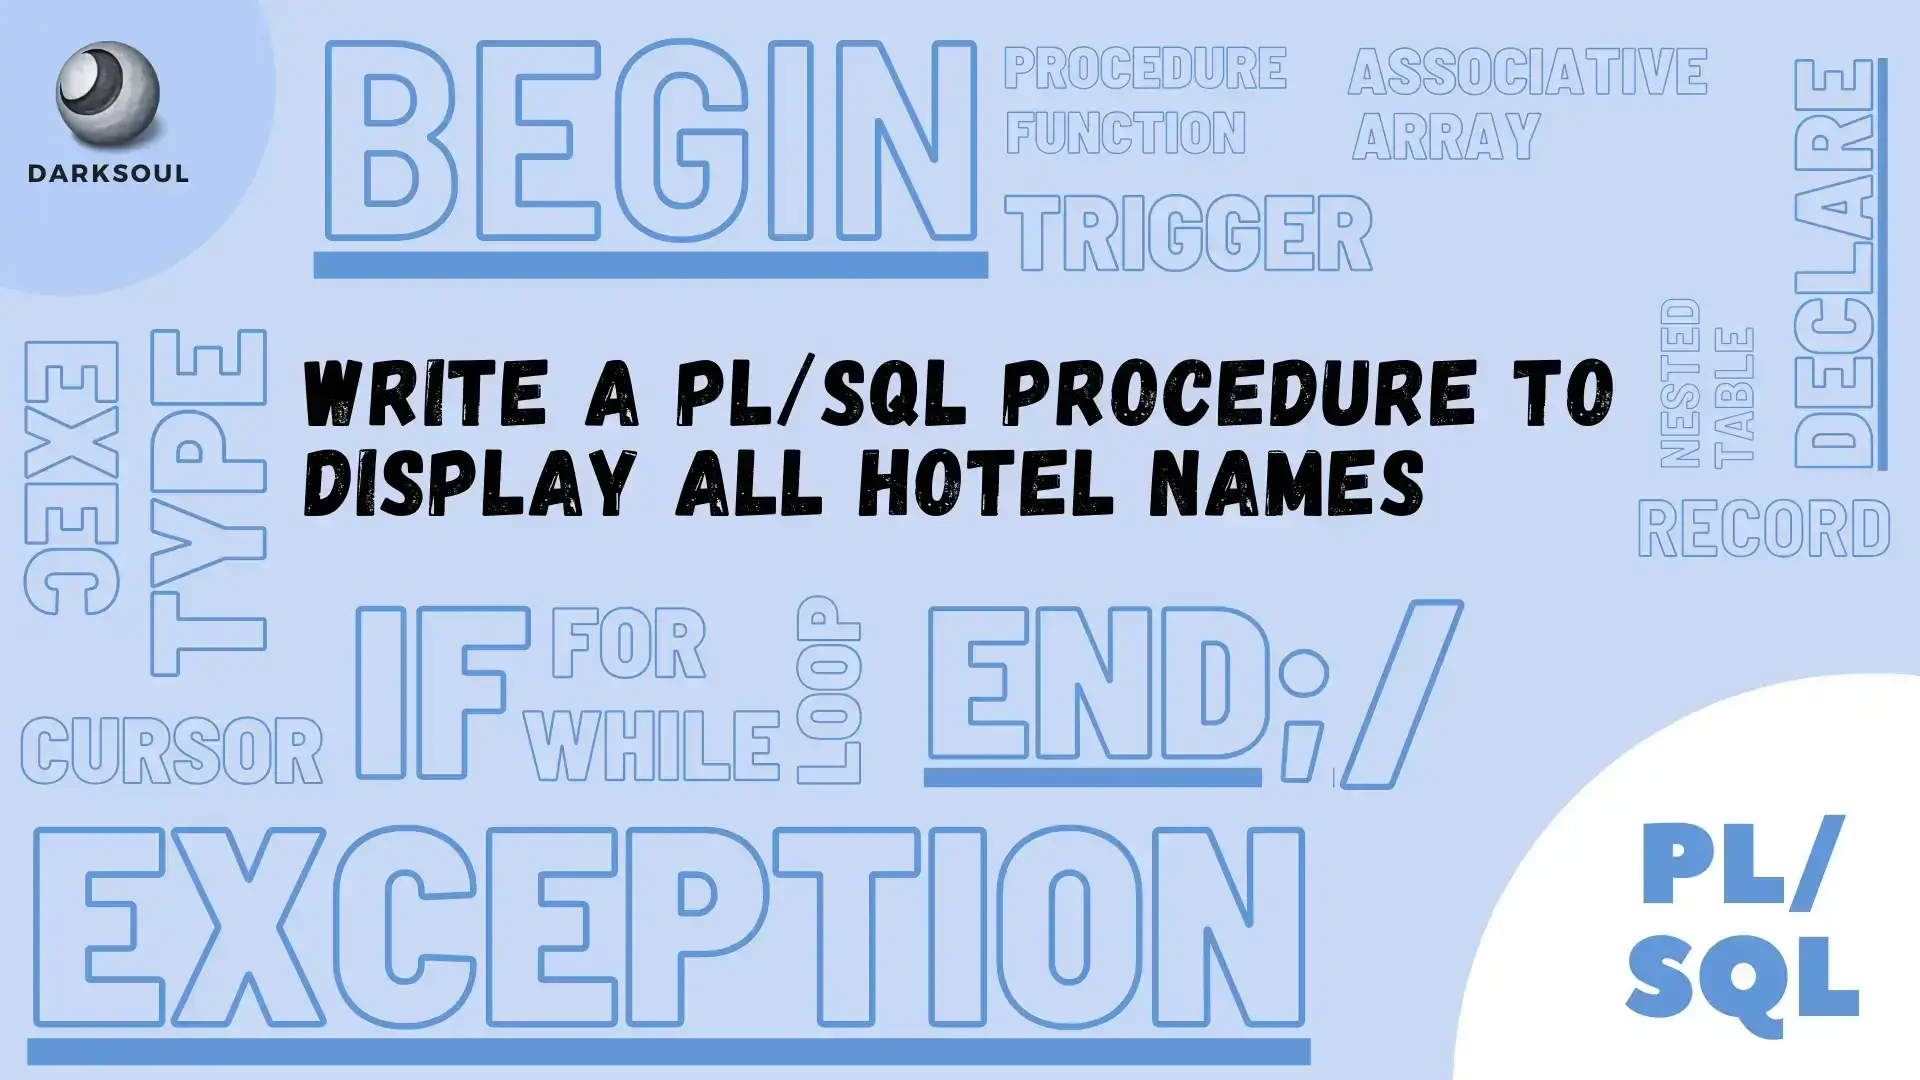 DARKSOUL
BEGIN
PROCEDURE
FUNCTION
TRIGGER
ASSOCIATIVE
ARRAY
DECLARE
NESTED
TABLE
RECORD
EXEC
TYPE
WRITE A PL/SQL PROCEDURE TO
DISPLAY ALL HOTEL NAMES
CURSOR
IF
FOR
WHILE
LOOP
END;/
EXCEPTION
PL/
SQL